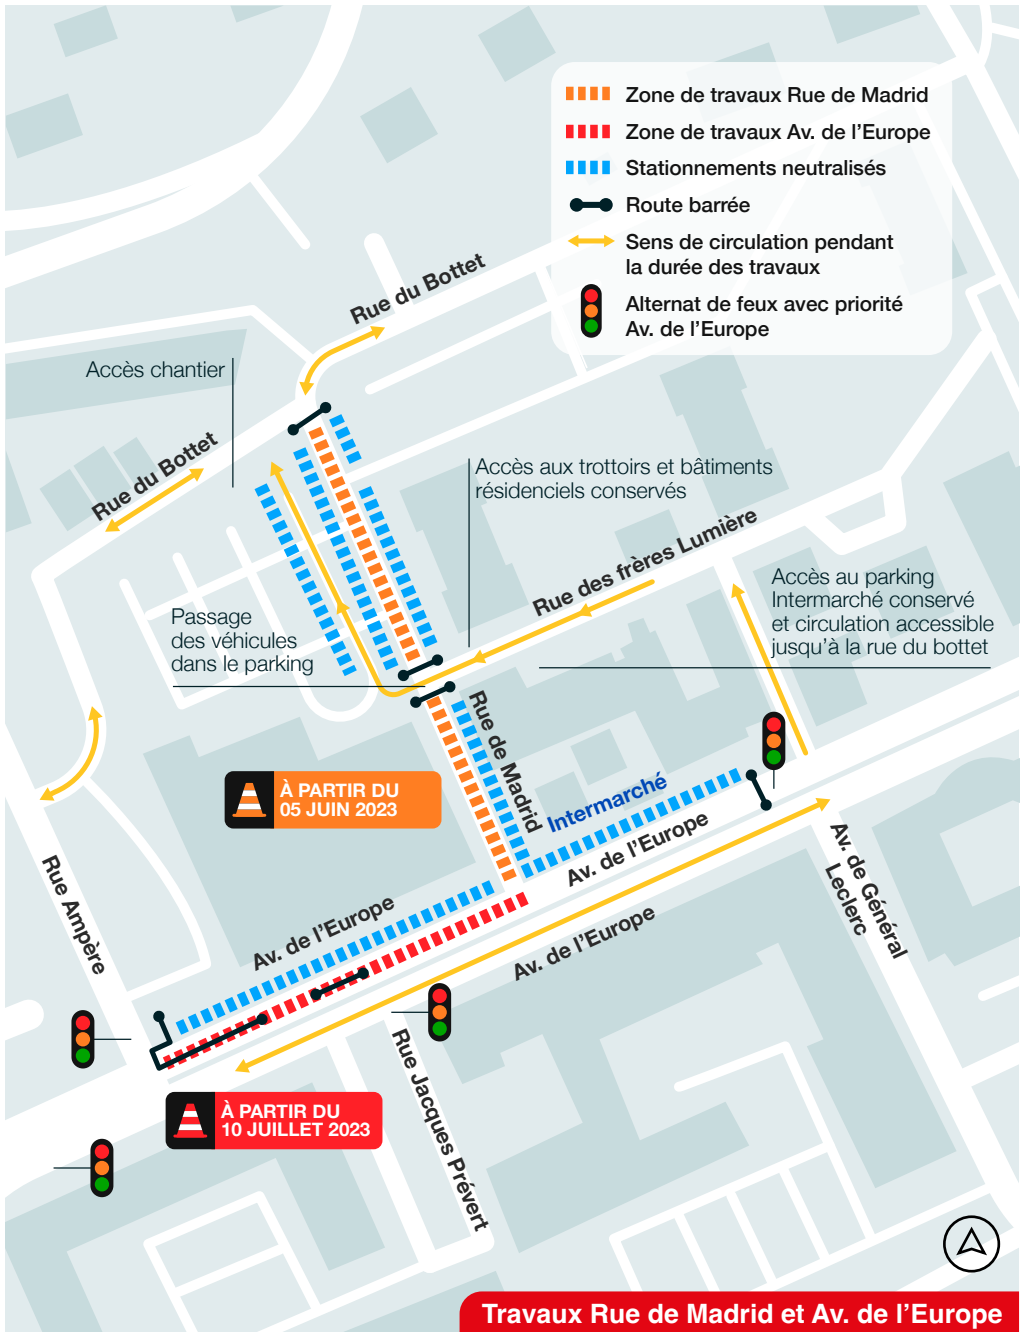 Zone de travaux Rue de Madrid
Zone de travaux Av. de l'Europe
Stationnements neutralisés
Route barrée
Sens de circulation pendant
la durée des travaux
Alternat de feux avec priorité
Av. de l'Europe
Rue du Bottet
Accès chantier
Rue du Bottet
Accès aux trottoirs et bâtiments
résidenciels conservés
Rue des frères Lumière
Accès au parking
Intermarché conservé
et circulation accessible
jusqu'à la rue du bottet
Passage
des véhicules
dans le parking
Rue de Madrid
À PARTIR DU
05 JUIN 2023
Intermarché
Av. de l'Europe
Av. de Général
Leclerc
Rue Ampère
Av. de l'Europe
Av. de l'Europe
Rue Jacques Prévert
À PARTIR DU
10 JUILLET 2023
Travaux Rue de Madrid et Av. de l'Europe